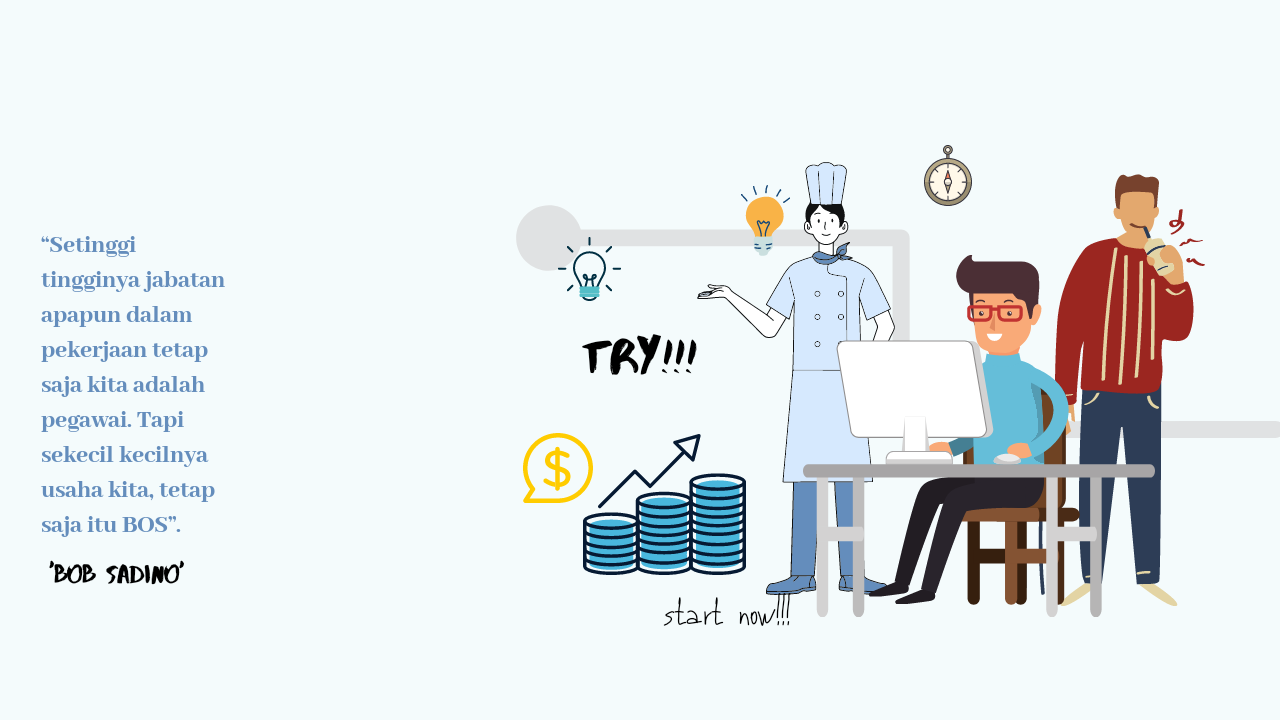 “Setinggi
tingginya jabatan
apapun dalam
pekerjaan tetap
saja kita adalah
pegawai. Tapi
sekecil kecilnya
usaha kita, tetap
saja itu BOS”.
'BOB SADINO'
TRY!!!
$
start now!!!